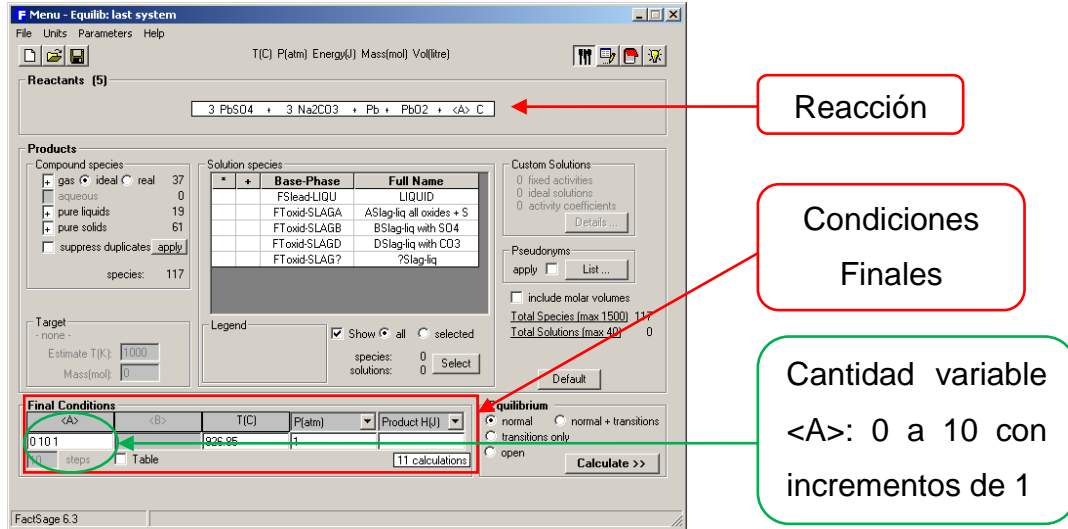 F Menu - Equilib: last system
File Units Parameters Help
T(C) P(atm) Energy(J) Mass(mol) Vol(litre)
Reactants (5)
3 PbSO4 + 3 Na2CO3 + Pb + PbO2 + <A> C
Products
Compound species
+ gas ideal real 37
aqueous 0
+ pure liquids 19
+ pure solids 61
suppress duplicates apply
species: 117
Target
- none -
Estimate T(K): 1000
Mass(mol): 0
Solution species
* + Base-Phase Full Name
FSlead-LIQU LIQUID
FToxid-SLAGA ASlag-liq all oxides + S
FToxid-SLAGB BSlag-liq with SO4
FToxid-SLAGD DSlag-liq with CO3
FToxid-SLAG? ?Slag-liq
Legend
Show all selected
species: 0
solutions: 0
Select
Custom Solutions
0 fixed activities
0 ideal solutions
0 activity coefficients
Details ...
Pseudonyms
apply List ...
include molar volumes
Total Species (max 1500) 117
Total Solutions (max 40) 0
Default
Final Conditions
<A> <B> T(C) P(atm) Product H(J)
0 10 1 926.85 1
10 steps Table
11 calculations
Equilibrium
normal normal + transitions
transitions only
open
Calculate >>
FactSage 6.3
Reacción
Condiciones
Finales
Cantidad variable
<A>: 0 a 10 con
incrementos de 1